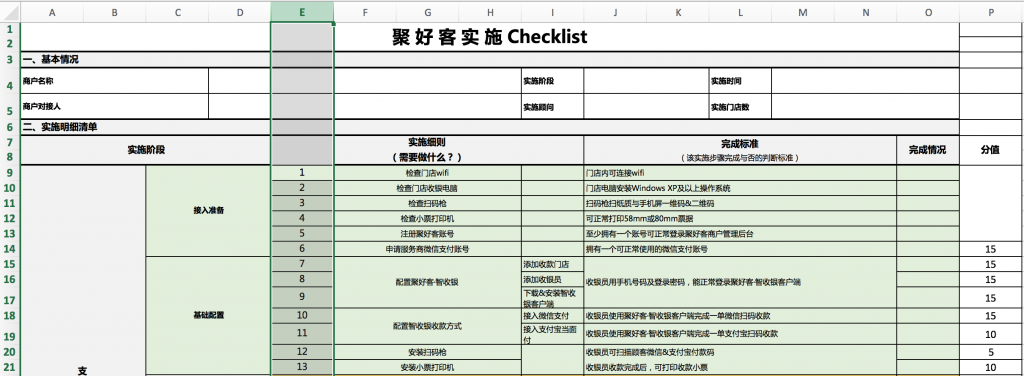 A B C D E F G H I J K L M N O P
1 聚 好 客 实 施 Checklist
2
3 一、基本情况
4 商户名称 实施阶段 实施时间
5 商户对接人 实施顾问 实施门店数
6 二、实施明细清单
7 实施阶段 实施细则 完成标准 完成情况 分值
8 （需要做什么？） （该实施步骤完成与否的判断标准）
9 1 检查门店wifi 门店内可连接wifi
10 2 检查门店收银电脑 门店电脑安装Windows XP及以上操作系统
11 3 检查扫码枪 扫码枪扫纸质与手机屏一维码&二维码
12 接入准备 4 检查小票打印机 可正常打印58mm或80mm票据
13 5 注册聚好客账号 至少拥有一个账号可正常登录聚好客商户管理后台
14 6 申请服务商微信支付账号 拥有一个可正常使用的微信支付账号 15
15 7 添加收款门店 15
16 8 配置聚好客·智收银 添加收银员 收银员用手机号码及登录密码，能正常登录聚好客·智收银客户端 15
17 9 下载&安装智收银客户端 15
18 基础配置 10 配置智收银收款方式 接入微信支付 收银员使用聚好客·智收银客户端完成一单微信扫码收款 15
19 11 接入支付宝当面付 收银员使用聚好客·智收银客户端完成一单支付宝扫码收款 10
20 12 安装扫码枪 收银员可扫描顾客微信&支付宝付款码 5
21 支 13 安装小票打印机 收银员收款完成后，可打印收款小票 10